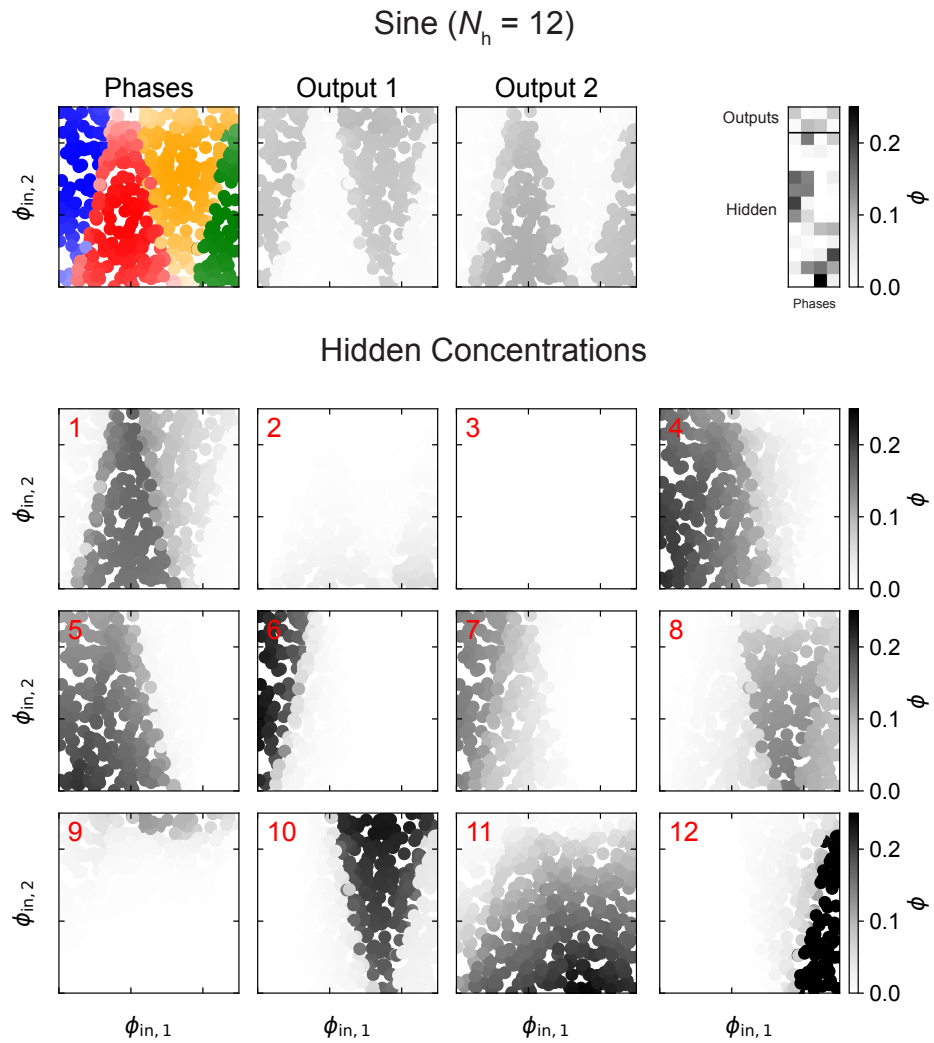 Sine (N_h = 12)
Phases
Output 1
Output 2
Outputs
Hidden
Phases
ϕ_in, 2
0.2
0.1
0.0
ϕ
Hidden Concentrations
1
2
3
4
ϕ_in, 2
0.2
0.1
0.0
ϕ
5
6
7
8
ϕ_in, 2
0.2
0.1
0.0
ϕ
9
10
11
12
ϕ_in, 2
0.2
0.1
0.0
ϕ
ϕ_in, 1
ϕ_in, 1
ϕ_in, 1
ϕ_in, 1